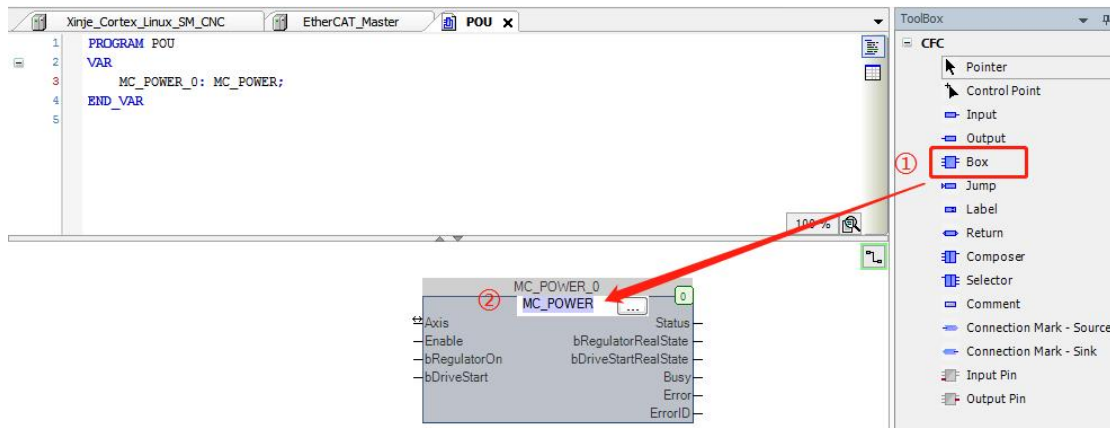 Xinje_Cortex_Linux_SM_CNC EtherCAT_Master POU
1 PROGRAM POU
2 VAR
3 MC_POWER_0: MC_POWER;
4 END_VAR
5
100 %
MC_POWER_0
② MC_POWER ... 0
Axis Status
Enable bRegulatorRealState
bRegulatorOn bDriveStartRealState
bDriveStart Busy
Error
ErrorID
ToolBox
CFC
Pointer
Control Point
Input
Output
① Box
Jump
Label
Return
Composer
Selector
Comment
Connection Mark - Source
Connection Mark - Sink
Input Pin
Output Pin